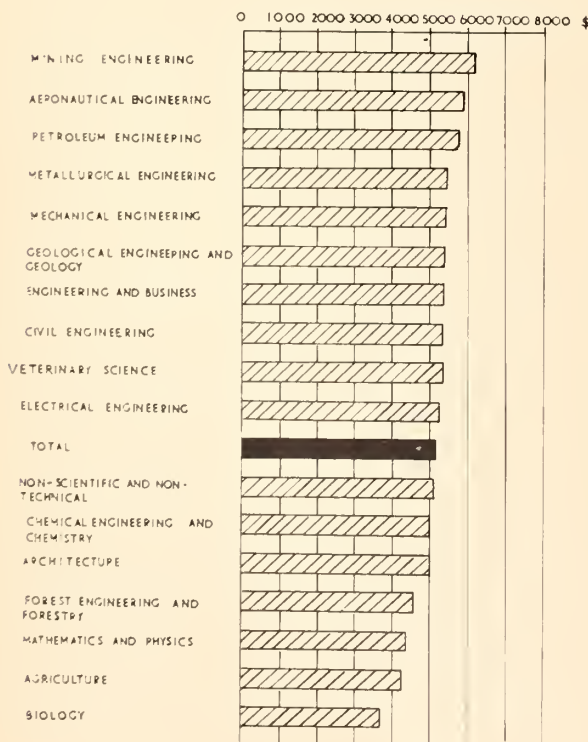 0 1000 2000 3000 4000 5000 6000 7000 8000 $
MINING ENGINEERING
AERONAUTICAL ENGINEERING
PETROLEUM ENGINEERING
METALLURGICAL ENGINEERING
MECHANICAL ENGINEERING
GEOLOGICAL ENGINEERING AND
GEOLOGY
ENGINEERING AND BUSINESS
CIVIL ENGINEERING
VETERINARY SCIENCE
ELECTRICAL ENGINEERING
TOTAL
NON-SCIENTIFIC AND NON-
TECHNICAL
CHEMICAL ENGINEERING AND
CHEMISTRY
ARCHITECTURE
FOREST ENGINEERING AND
FORESTRY
MATHEMATICS AND PHYSICS
AGRICULTURE
BIOLOGY